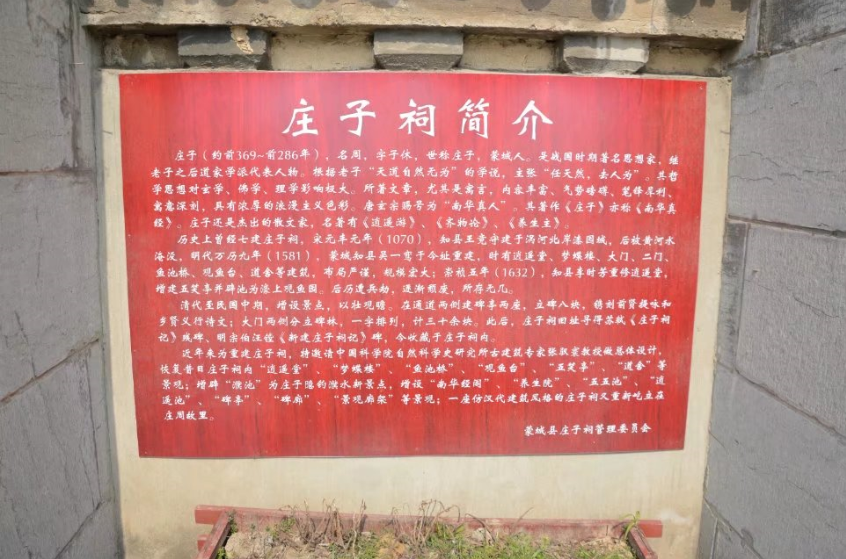 庄子祠简介
庄子(约前369~前286年),名周,字子休,世称庄子,蒙城人。是战国时期著名思想家,继
老子之后道家学派代表人物。根据老子“天道自然无为”的学说,主张“任天然,去人为”。其哲
学思想对玄学、佛学、理学影响极大。所著文章,尤其是寓言,内容丰富、气势磅礴、笔锋犀利、
寓意深刻,具有浓厚的浪漫主义色彩。唐玄宗赐号为“南华真人”。其著作《庄子》亦称《南华真
经》。庄子还是杰出的散文家,名著有《逍遥游》、《齐物论》、《养生主》。
历史上曾经七建庄子祠,宋元丰元年(1070),知县王竞守建于涡河北岸漆园城,后被黄河水
淹没,明代万历九年(1581),蒙城知县吴一鸾于今址重建,时有逍遥堂、梦蝶楼、大门、二门、
鱼池桥、观鱼台、道舍等建筑,布局严谨,规模宏大;崇祯五年(1632),知县李时芳重修逍遥堂,
增建五笑亭并辟池为濠上观鱼图。后历遭兵劫,逐渐颓废,所存无几。
清代至民国中期,增设景点,以壮观瞻。在通道两侧建碑亭两座,立碑八块,镌刻前贤题咏和
乡贤义行诗文;大门两侧分立碑林,一字排列,计三十余块。此后,庄子祠旧址寻得苏轼《庄子祠
记》残碑、明宗伯汪镗《新建庄子祠记》碑,今收藏于庄子祠内。
近年来为重建庄子祠,特邀请中国科学院自然科学史研究所古建筑专家张驭寰教授做总体设计,
恢复昔日庄子祠内“逍遥堂”、“梦蝶楼”、“鱼池桥”、“观鱼台”、“五笑亭”、“道舍”等
景观;增辟“濮池”为庄子隐钓濮水新景点,增设“南华经阁”、“养生院”、“五五池”、“逍
遥池”、“碑亭”、“碑廊”、“景观廊架”等景观;一座仿汉代建筑风格的庄子祠又重新屹立在
庄周故里。
蒙城县庄子祠管理委员会